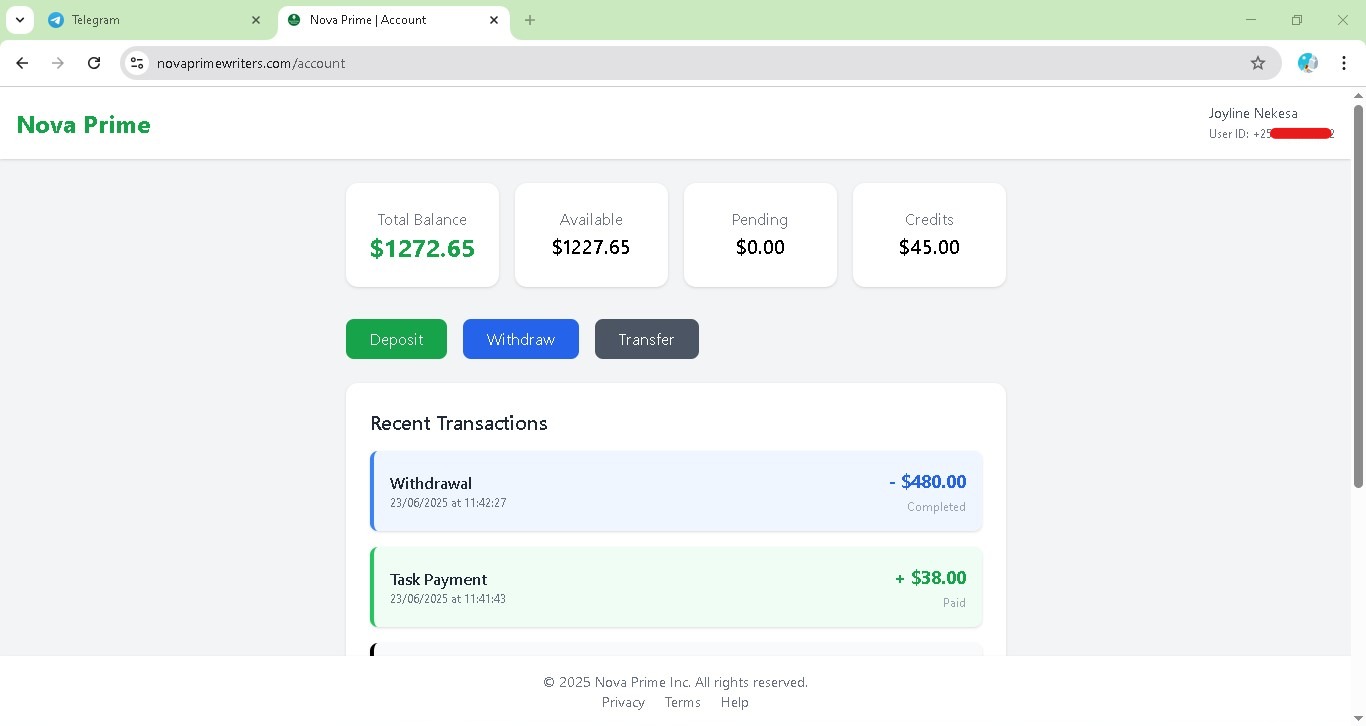 Telegram
Nova Prime | Account
novaprimewriters.com/account
Nova Prime
Joyline Nekesa
User ID: +25 2
Total Balance
$1272.65
Available
$1227.65
Pending
$0.00
Credits
$45.00
Deposit
Withdraw
Transfer
Recent Transactions
Withdrawal
- $480.00
23/06/2025 at 11:42:27
Completed
Task Payment
+ $38.00
23/06/2025 at 11:41:43
Paid
© 2025 Nova Prime Inc. All rights reserved.
Privacy Terms Help